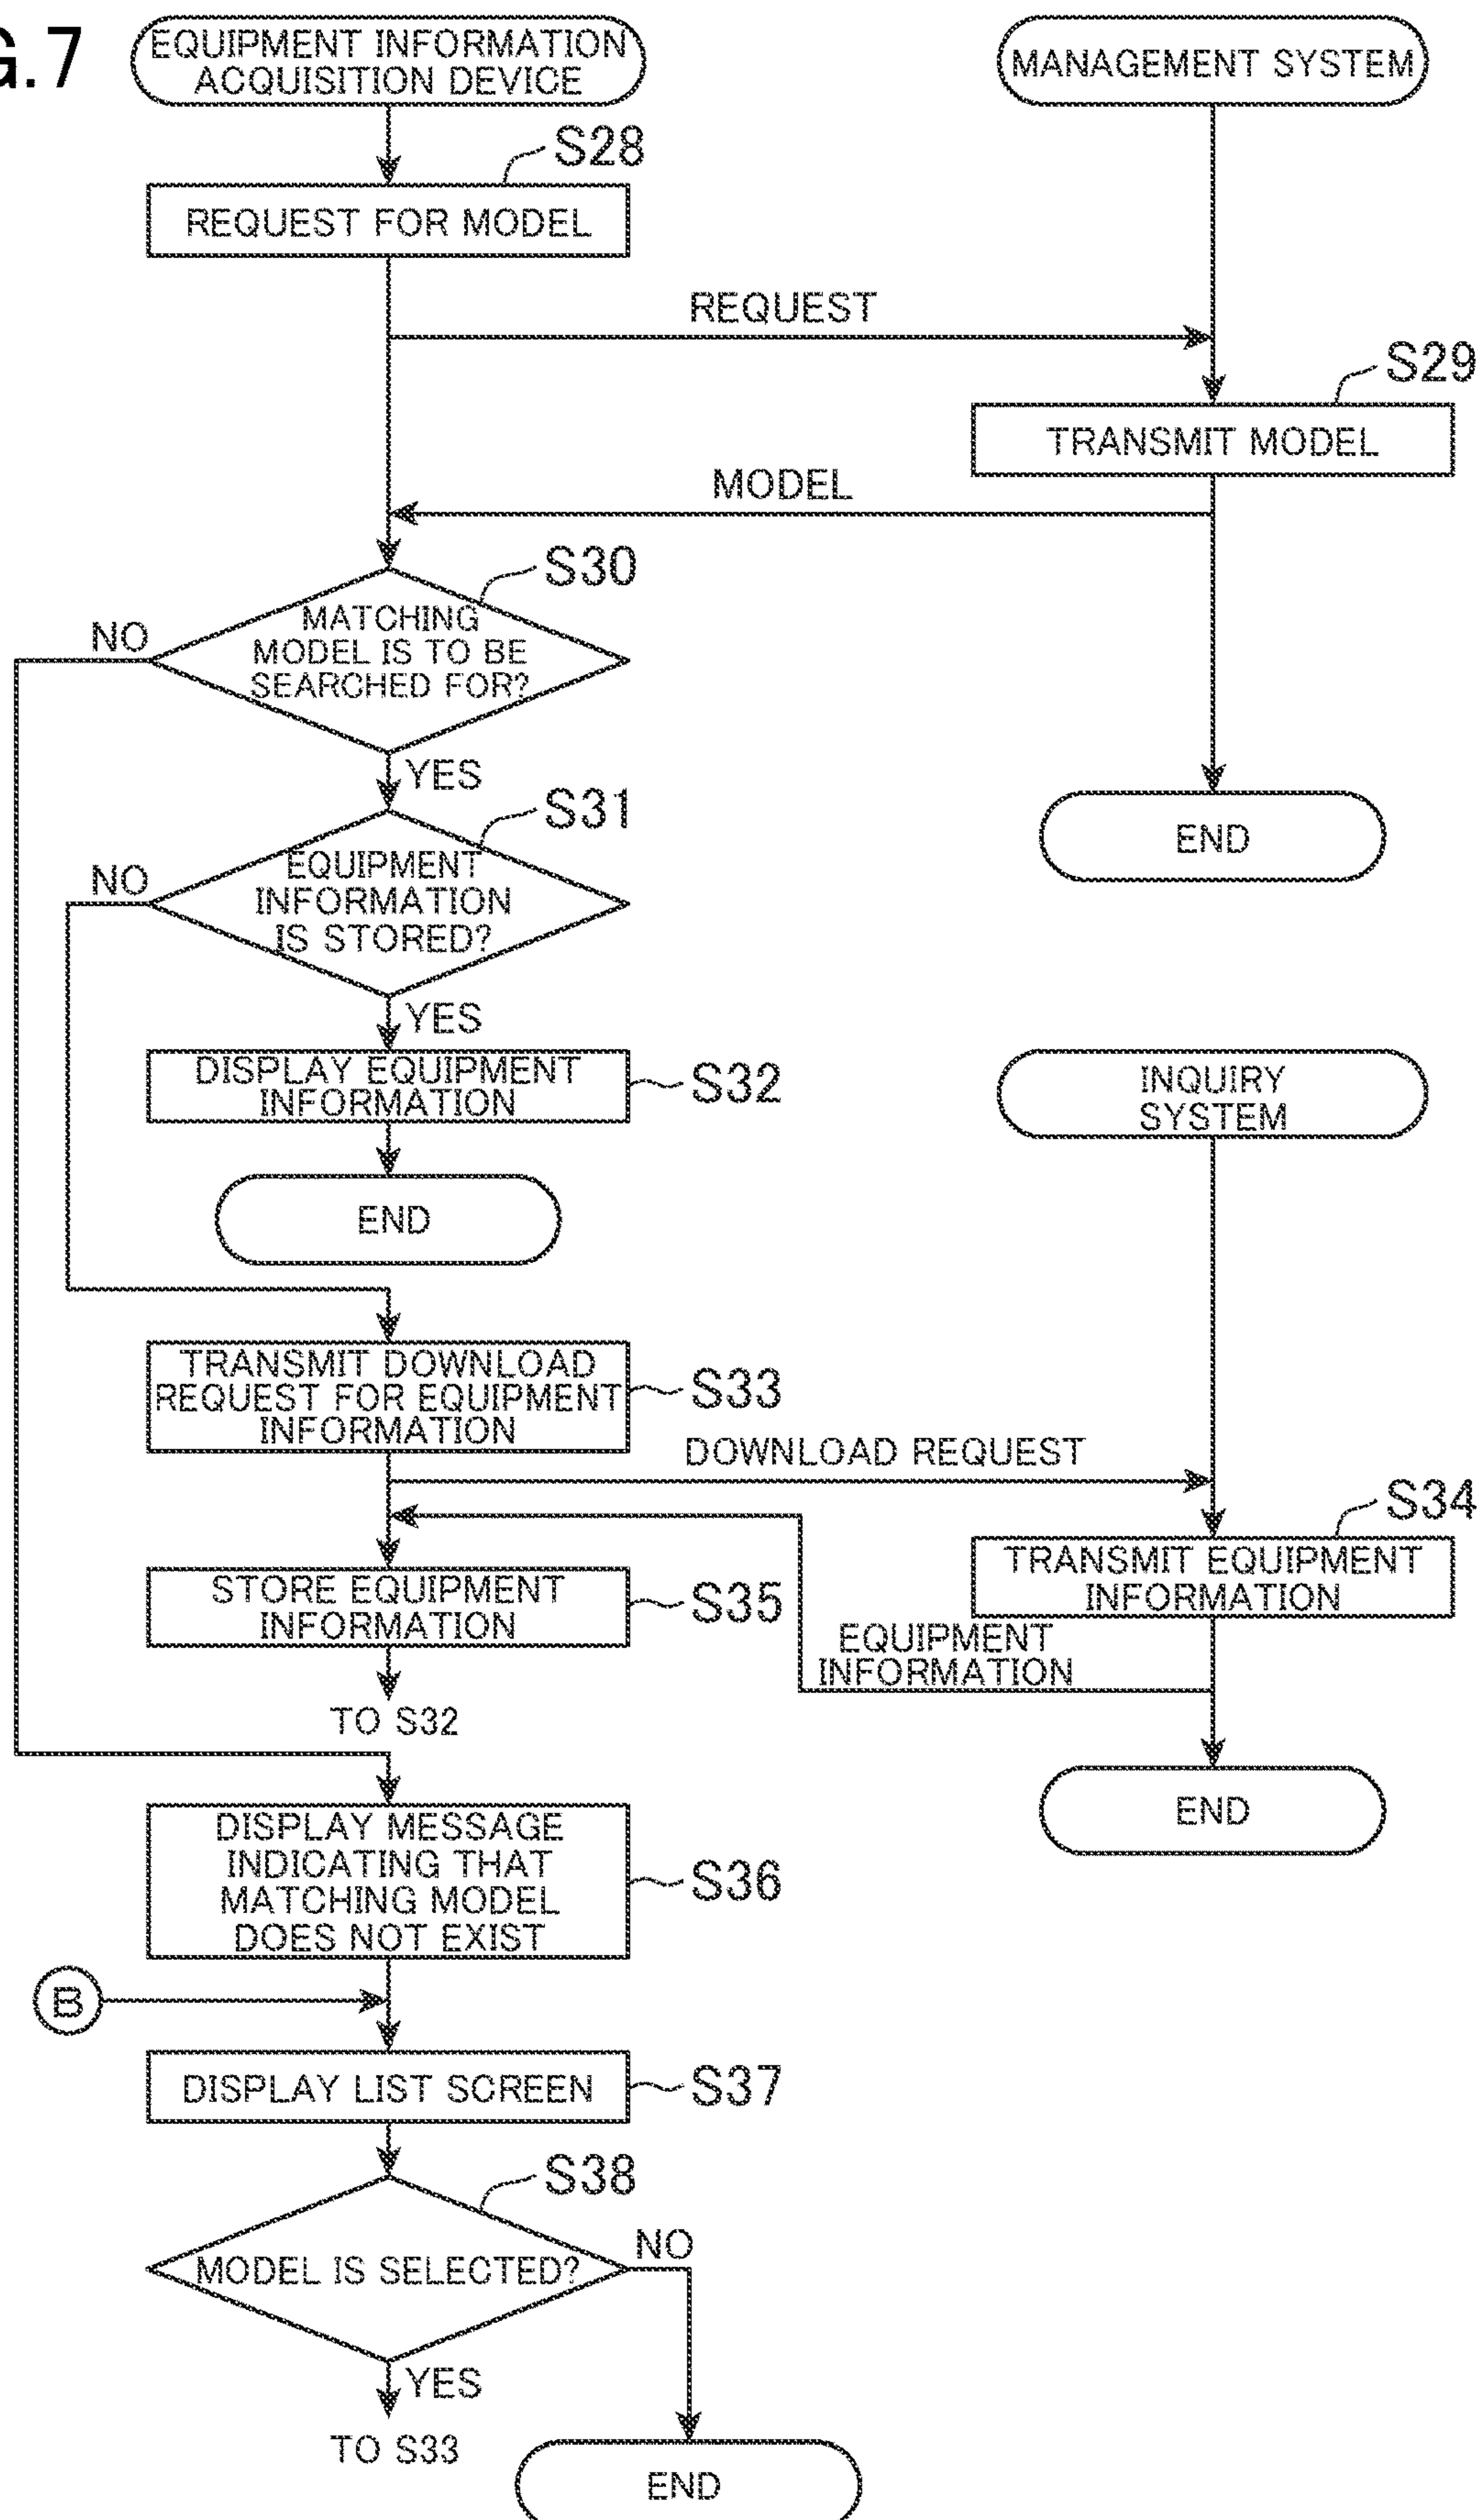 G.7
EQUIPMENT INFORMATION
ACQUISITION DEVICE
MANAGEMENT SYSTEM
S28
REQUEST FOR MODEL
REQUEST
S29
TRANSMIT MODEL
MODEL
S30
MATCHING
MODEL IS TO BE
SEARCHED FOR?
NO
YES
S31
EQUIPMENT
INFORMATION
IS STORED?
NO
END
YES
DISPLAY EQUIPMENT
INFORMATION
S32
INQUIRY
SYSTEM
END
TRANSMIT DOWNLOAD
REQUEST FOR EQUIPMENT
INFORMATION
S33
DOWNLOAD REQUEST
S34
TRANSMIT EQUIPMENT
INFORMATION
STORE EQUIPMENT
INFORMATION
S35
EQUIPMENT
INFORMATION
TO S32
END
DISPLAY MESSAGE
INDICATING THAT
MATCHING MODEL
DOES NOT EXIST
S36
B
DISPLAY LIST SCREEN
S37
S38
MODEL IS SELECTED?
NO
YES
TO S33
END